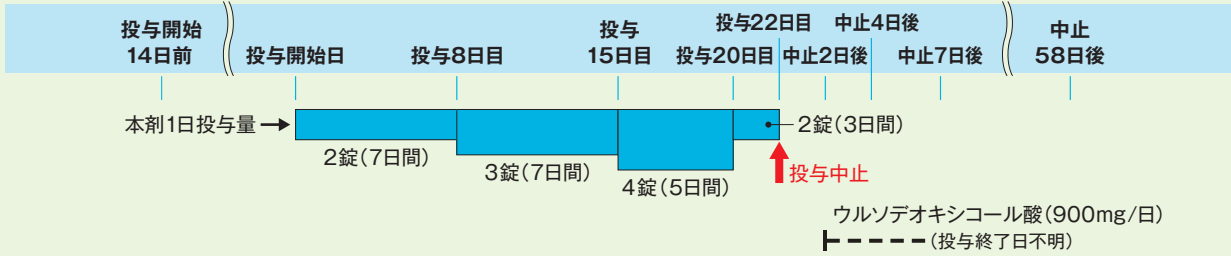 投与開始
14日前
投与開始日
投与8日目
投与
15日目
投与20日目
投与22日目
中止2日後
中止4日後
中止7日後
中止
58日後
本剤1日投与量
2錠(7日間)
3錠(7日間)
4錠(5日間)
2錠(3日間)
投与中止
ウルソデオキシコール酸(900mg/日)
(投与終了日不明)